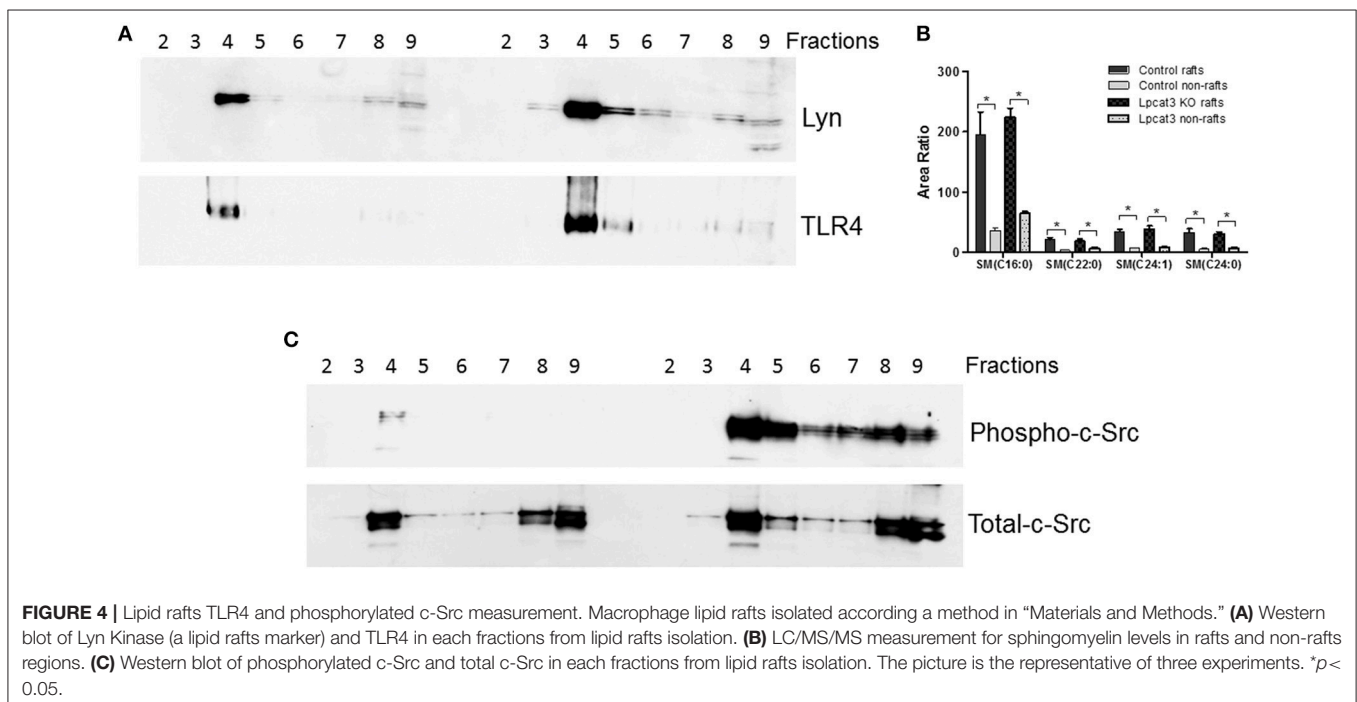 A
2 3 4 5 6 7 8 9 2 3 4 5 6 7 8 9 Fractions
Lyn
TLR4
B
Control rafts
Control non-rafts
Lpcat3 KO rafts
Lpcat3 non-rafts
Area Ratio
300
200
100
0
* * * * * * * *
SM(C16:0) SM(C22:0) SM(C24:1) SM(C24:0)
C
2 3 4 5 6 7 8 9 2 3 4 5 6 7 8 9 Fractions
Phospho-c-Src
Total-c-Src
FIGURE 4 | Lipid rafts TLR4 and phosphorylated c-Src measurement. Macrophage lipid rafts isolated according a method in “Materials and Methods.” (A) Western
blot of Lyn Kinase (a lipid rafts marker) and TLR4 in each fractions from lipid rafts isolation. (B) LC/MS/MS measurement for sphingomyelin levels in rafts and non-rafts
regions. (C) Western blot of phosphorylated c-Src and total c-Src in each fractions from lipid rafts isolation. The picture is the representative of three experiments. *p<
0.05.